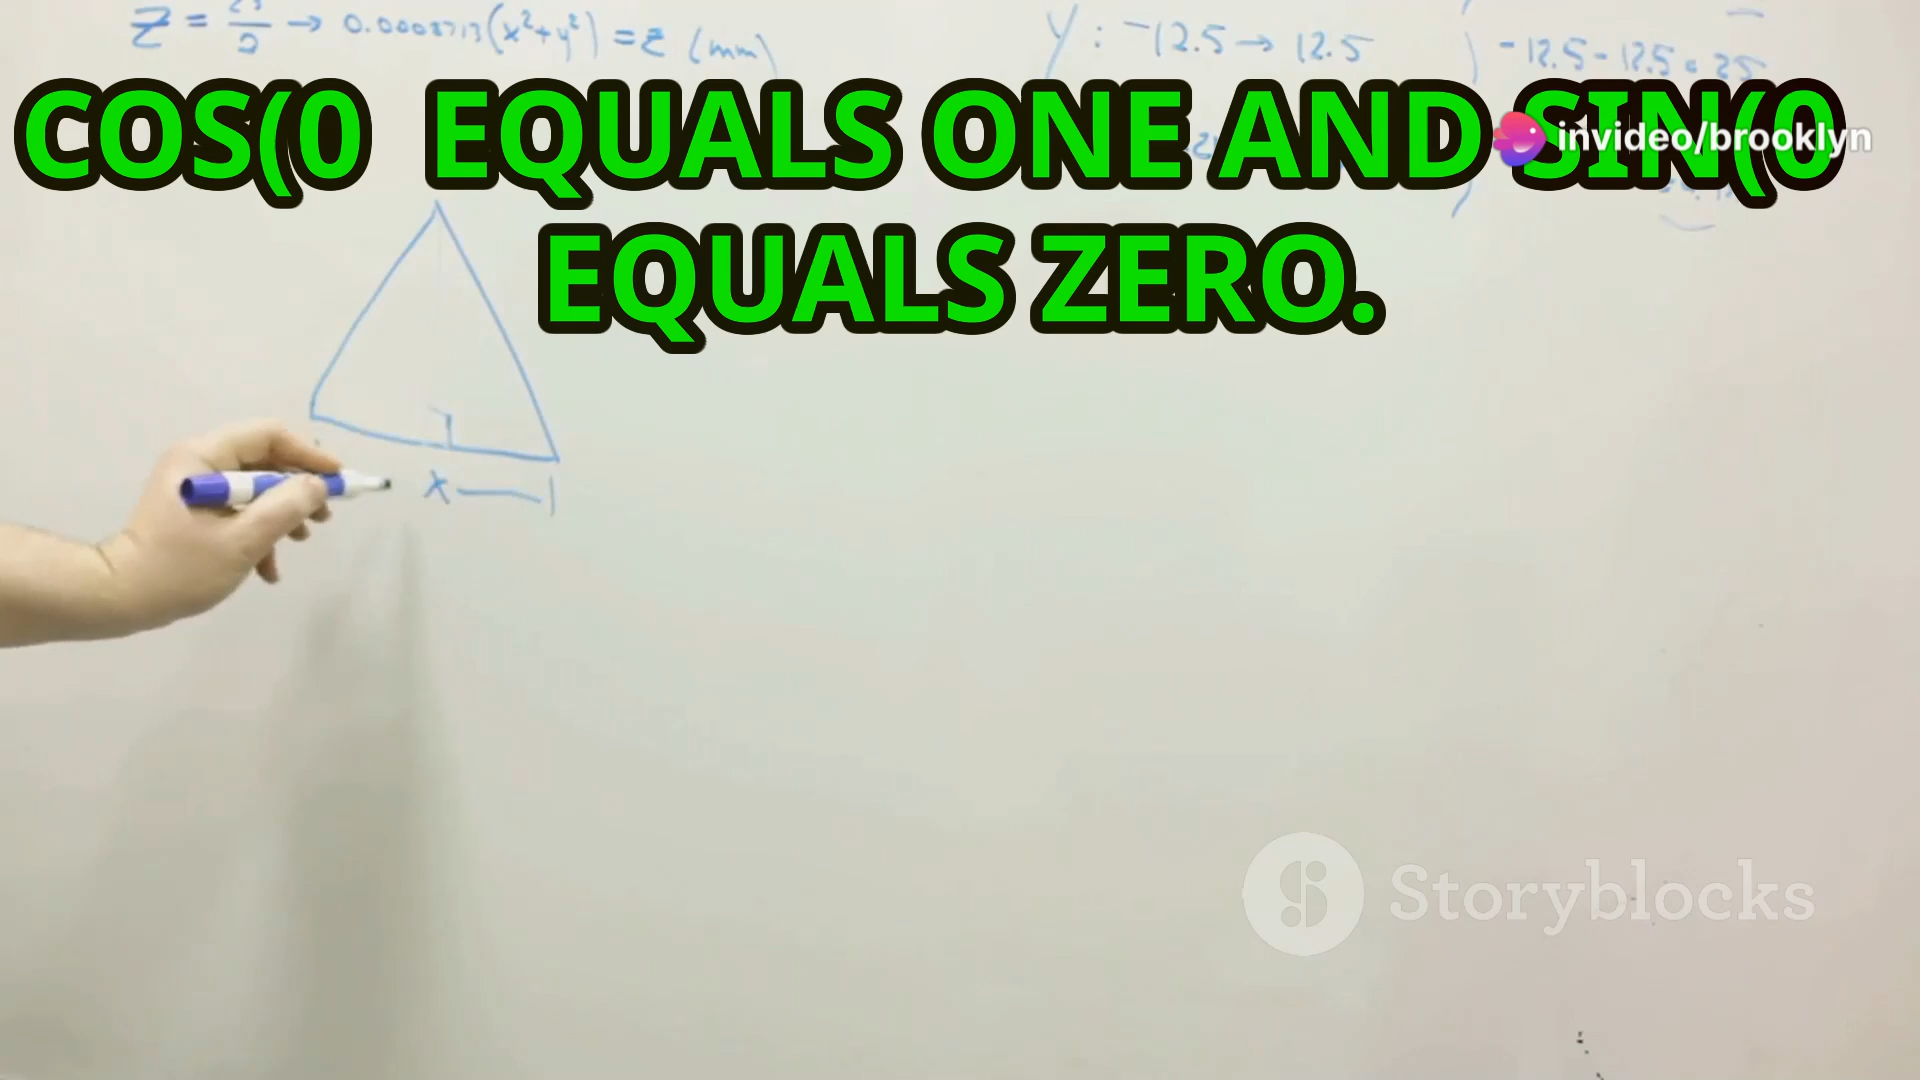 Z = → 0.0008713(x²+y²) = z (mm)
y : -12.5 → 12.5
-12.5 - 12.5 = 25
COS(0 EQUALS ONE AND SIN(0
invideo/brooklyn
EQUALS ZERO.
x
Storyblocks